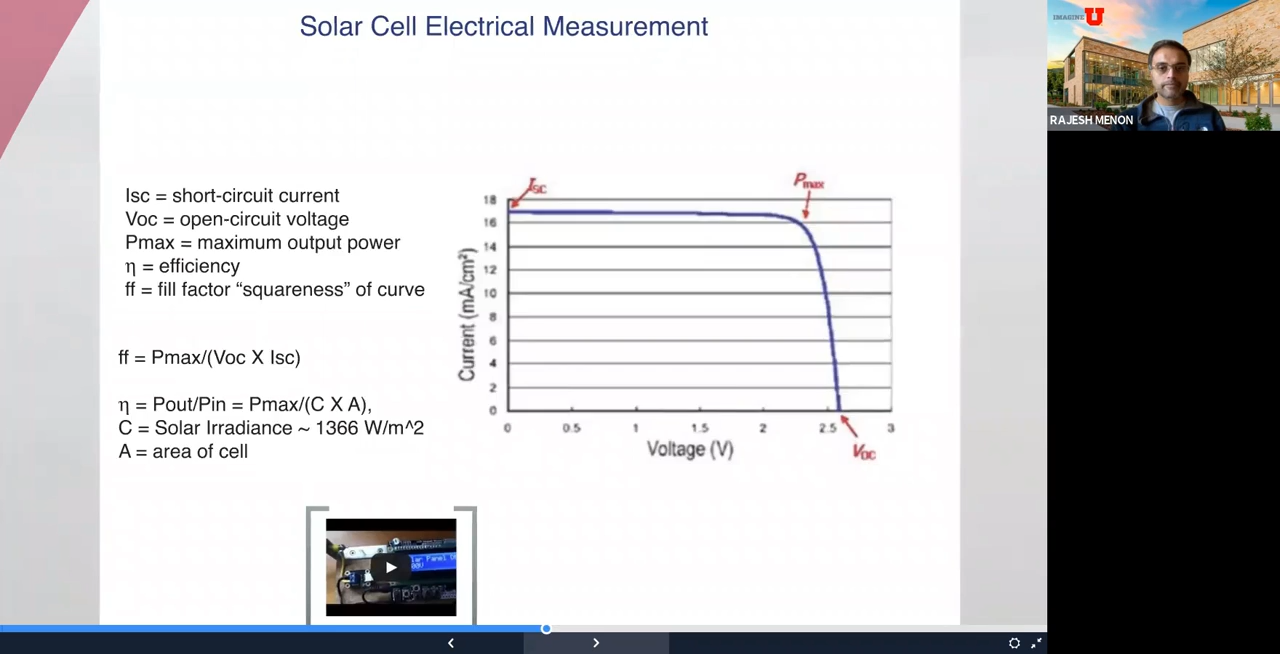 Solar Cell Electrical Measurement
IMAGINE U
RAJESH MENON
Isc = short-circuit current
Voc = open-circuit voltage
Pmax = maximum output power
η = efficiency
ff = fill factor “squareness” of curve
ff = Pmax/(Voc X Isc)
η = Pout/Pin = Pmax/(C X A),
C = Solar Irradiance ~ 1366 W/m^2
A = area of cell
ISC
Pmax
18
16
14
12
10
8
6
4
2
0
Current (mA/cm²)
0 0.5 1 1.5 2 2.5 3
Voltage (V)
VOC